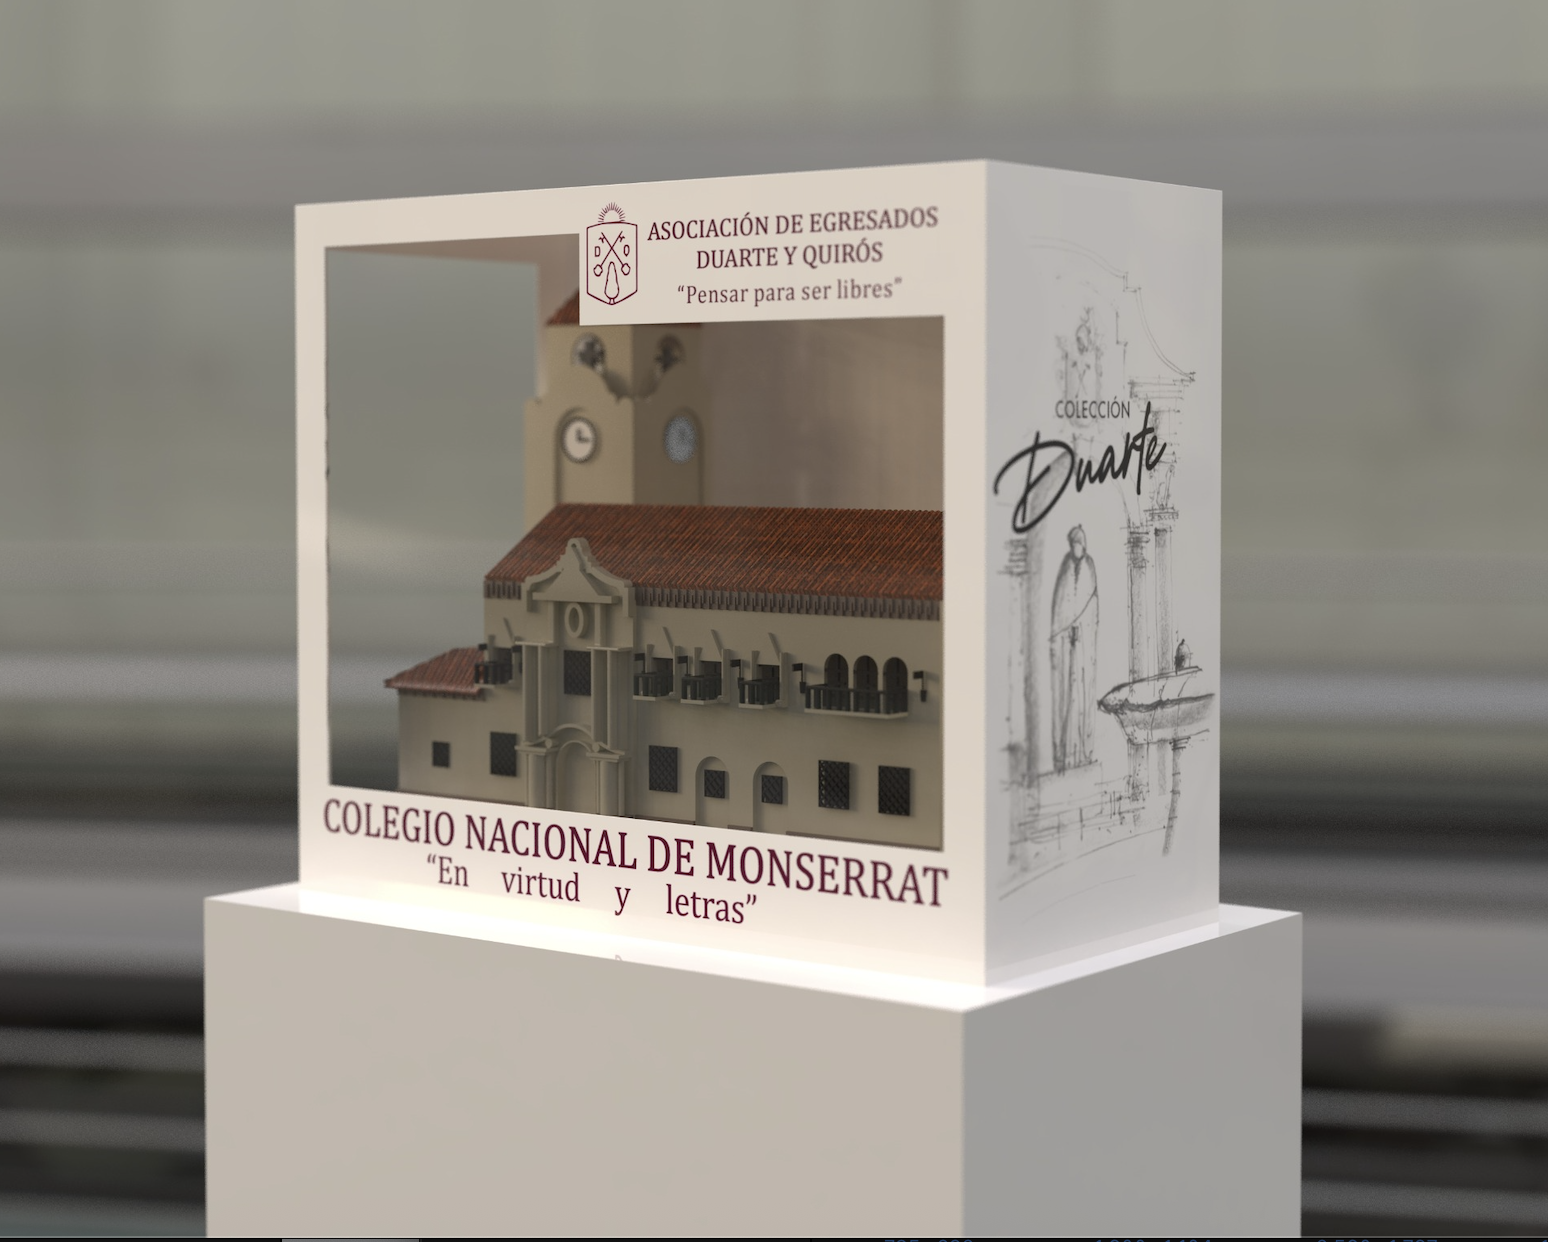 ASOCIACIÓN DE EGRESADOS
DUARTE Y QUIRÓS
“Pensar para ser libres”
D D
COLEGIO NACIONAL DE MONSERRAT
“En virtud y letras”
COLECCIÓN
Duarte